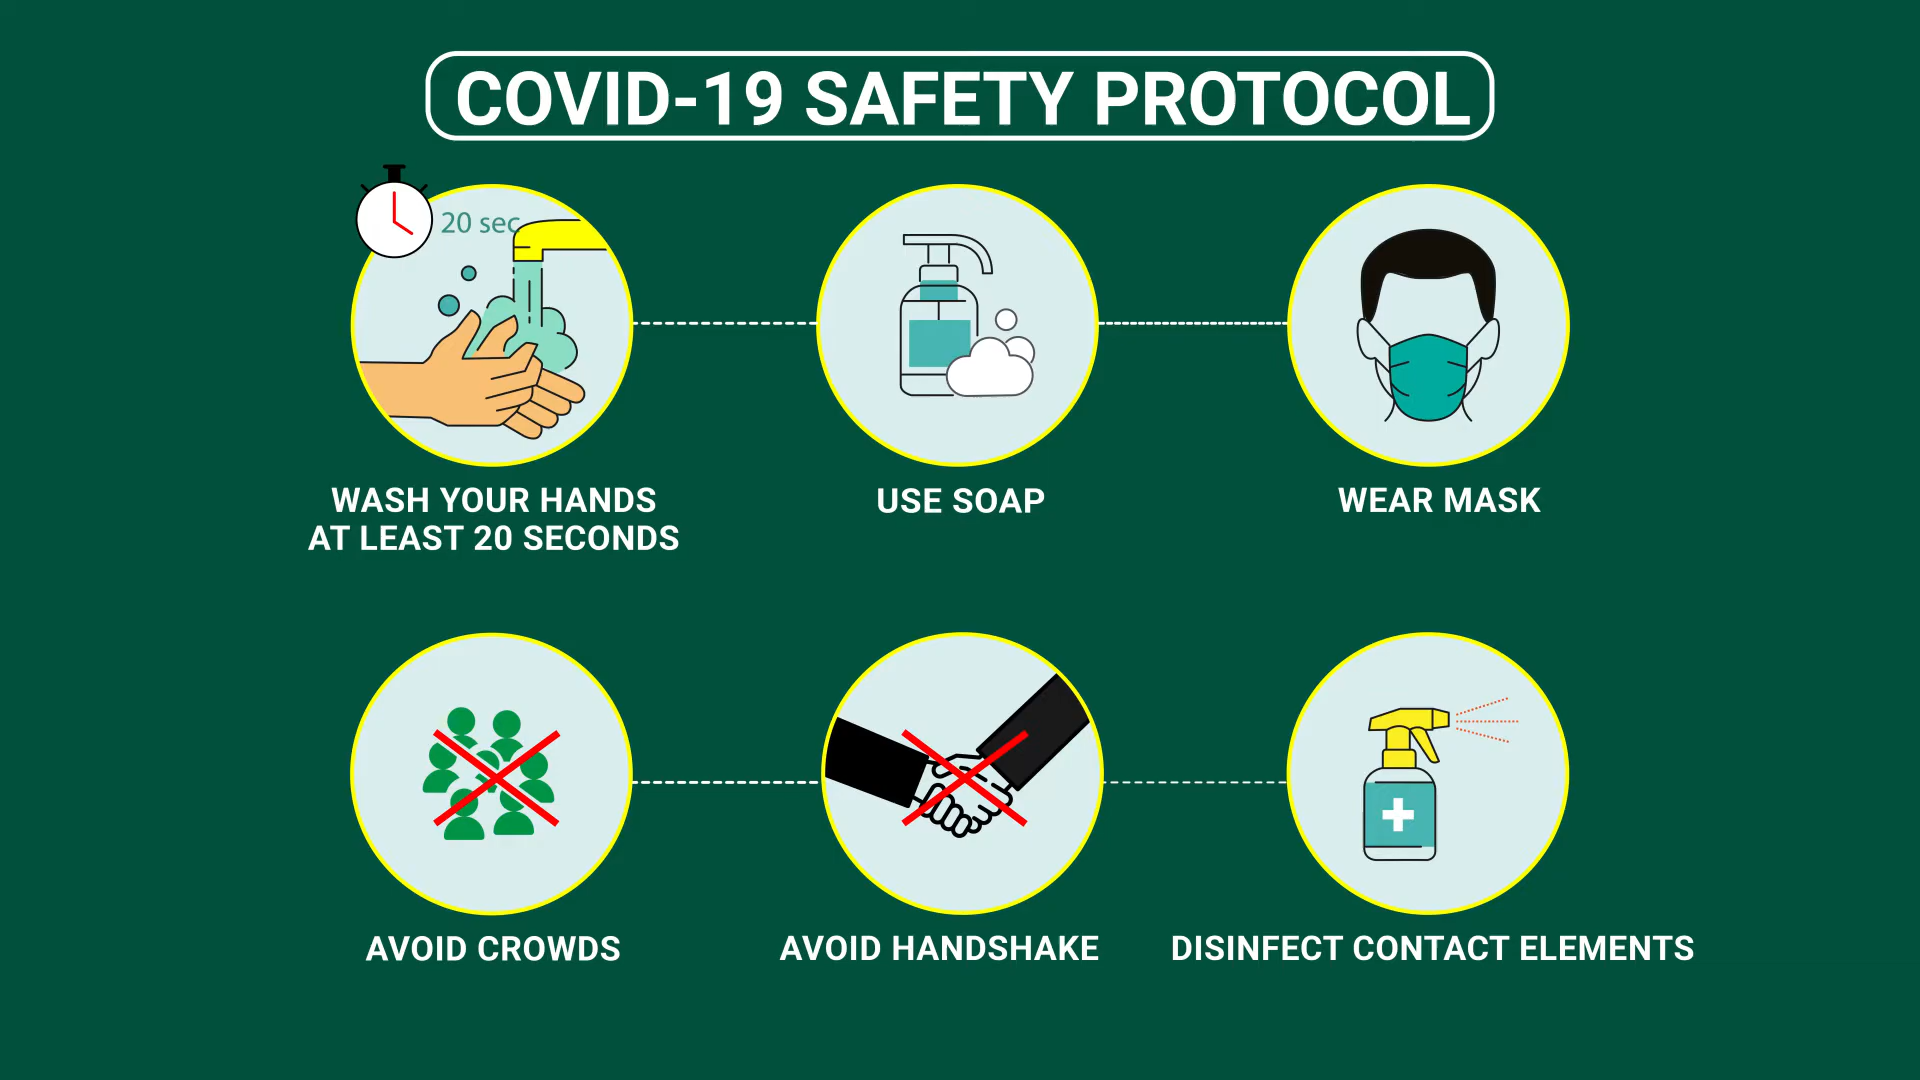 COVID-19 SAFETY PROTOCOL
20 sec
WASH YOUR HANDS
AT LEAST 20 SECONDS
USE SOAP
WEAR MASK
AVOID CROWDS
AVOID HANDSHAKE
DISINFECT CONTACT ELEMENTS